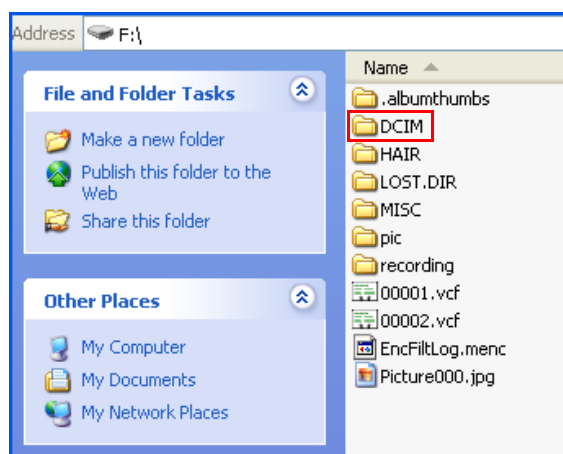 Address F:\
File and Folder Tasks
Make a new folder
Publish this folder to the
Web
Share this folder
Other Places
My Computer
My Documents
My Network Places
Name
.albumthumbs
DCIM
HAIR
LOST.DIR
MISC
pic
recording
00001.vcf
00002.vcf
EncFiltLog.menc
Picture000.jpg